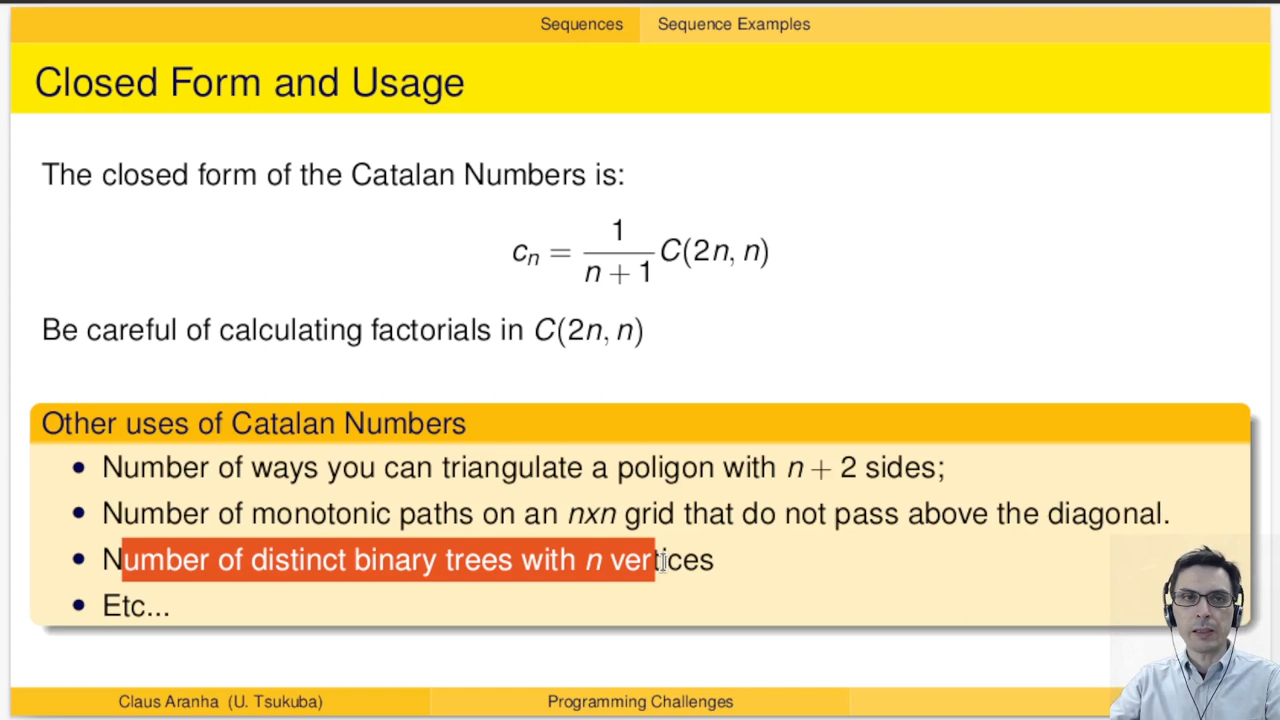 Sequences Sequence Examples
Closed Form and Usage
The closed form of the Catalan Numbers is:
cₙ = 1/(n + 1) C(2n, n)
Be careful of calculating factorials in C(2n, n)
Other uses of Catalan Numbers
• Number of ways you can triangulate a poligon with n + 2 sides;
• Number of monotonic paths on an nxn grid that do not pass above the diagonal.
• Number of distinct binary trees with n vertices
• Etc...
Claus Aranha (U. Tsukuba) Programming Challenges